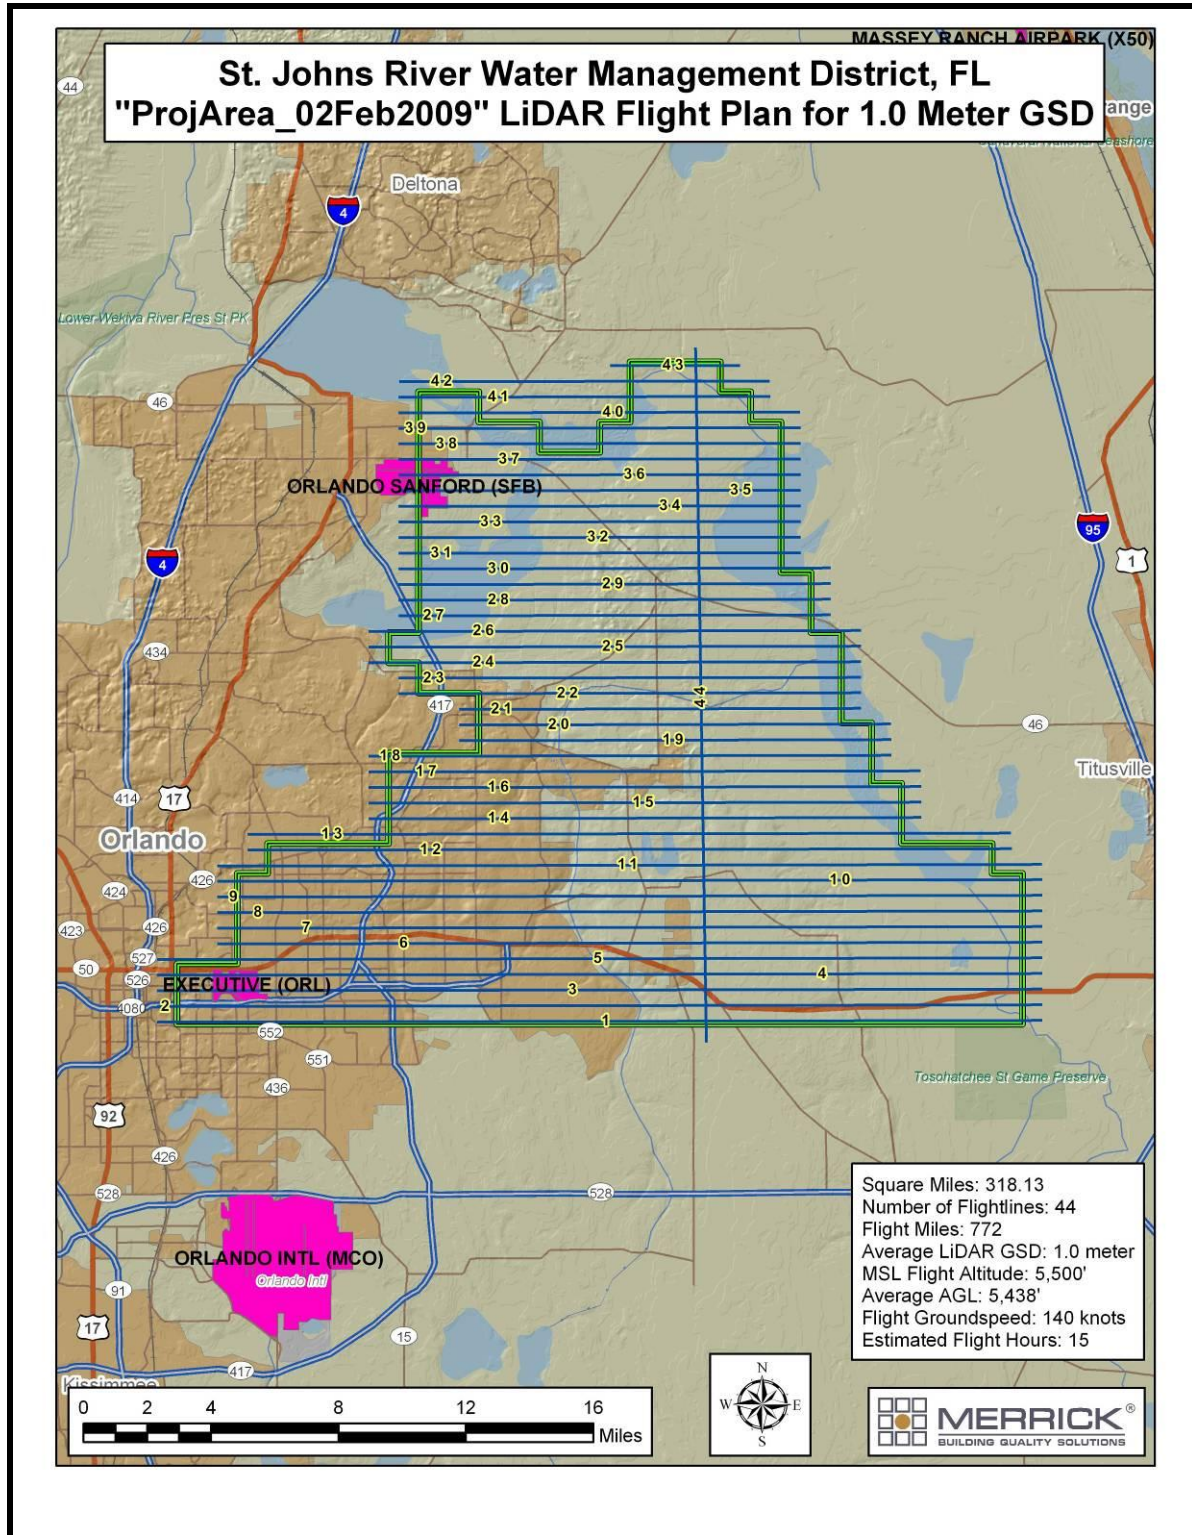 MASSEY RANCH AIRPARK (X50)
St. Johns River Water Management District, FL
"ProjArea_02Feb2009" LiDAR Flight Plan for 1.0 Meter GSD
44
ange
Deltona
4
Lower Wekiva River Pres St PK
43
42
41
46
40
39
38
37
36
ORLANDO SANFORD (SFB)
35
34
33
95
32
31
1
4
30
29
28
27
26
25
434
24
23
22
44
417
21
20
46
19
18
17
Titusville
16
414
17
15
14
13
Orlando
12
11
426
10
424
9
8
426
7
423
6
527
5
50
4
526
EXECUTIVE (ORL)
3
4080
2
1
552
551
Tosohatchee St Game Preserve
436
92
426
528
528
Square Miles: 318.13
Number of Flightlines: 44
Flight Miles: 772
Average LiDAR GSD: 1.0 meter
MSL Flight Altitude: 5,500'
Average AGL: 5,438'
Flight Groundspeed: 140 knots
Estimated Flight Hours: 15
ORLANDO INTL (MCO)
Orlando Intl
91
17
15
417
Kissimmee
0 2 4 8 12 16
Miles
N
W E
S
MERRICK®
BUILDING QUALITY SOLUTIONS